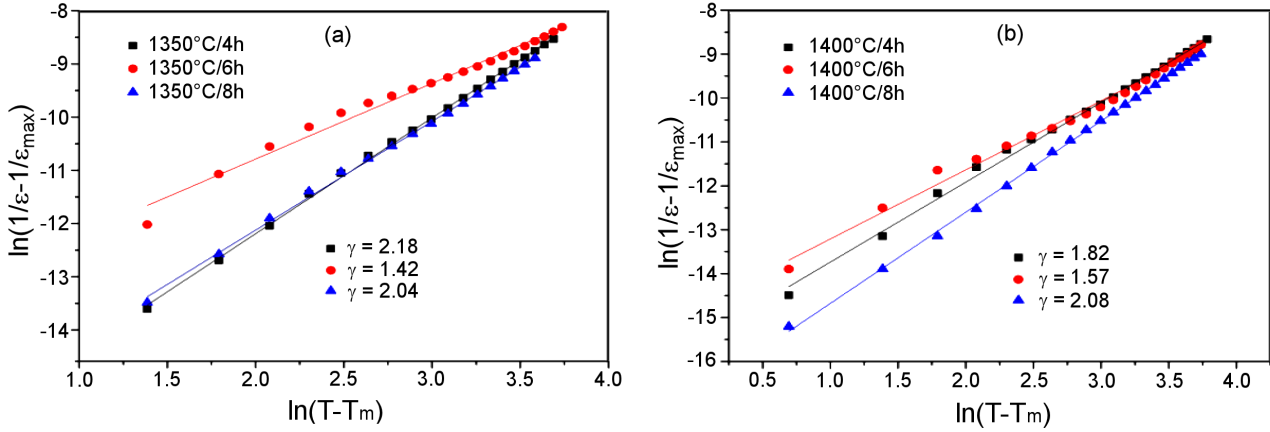 (a)
1350°C/4h
1350°C/6h
1350°C/8h
γ = 2.18
γ = 1.42
γ = 2.04
ln(1/ε-1/εmax)
-8
-9
-10
-11
-12
-13
-14
1.0 1.5 2.0 2.5 3.0 3.5 4.0
ln(T-Tm)
(b)
1400°C/4h
1400°C/6h
1400°C/8h
γ = 1.82
γ = 1.57
γ = 2.08
ln(1/ε-1/εmax)
-8
-9
-10
-11
-12
-13
-14
-15
-16
0.5 1.0 1.5 2.0 2.5 3.0 3.5 4.0
ln(T-Tm)